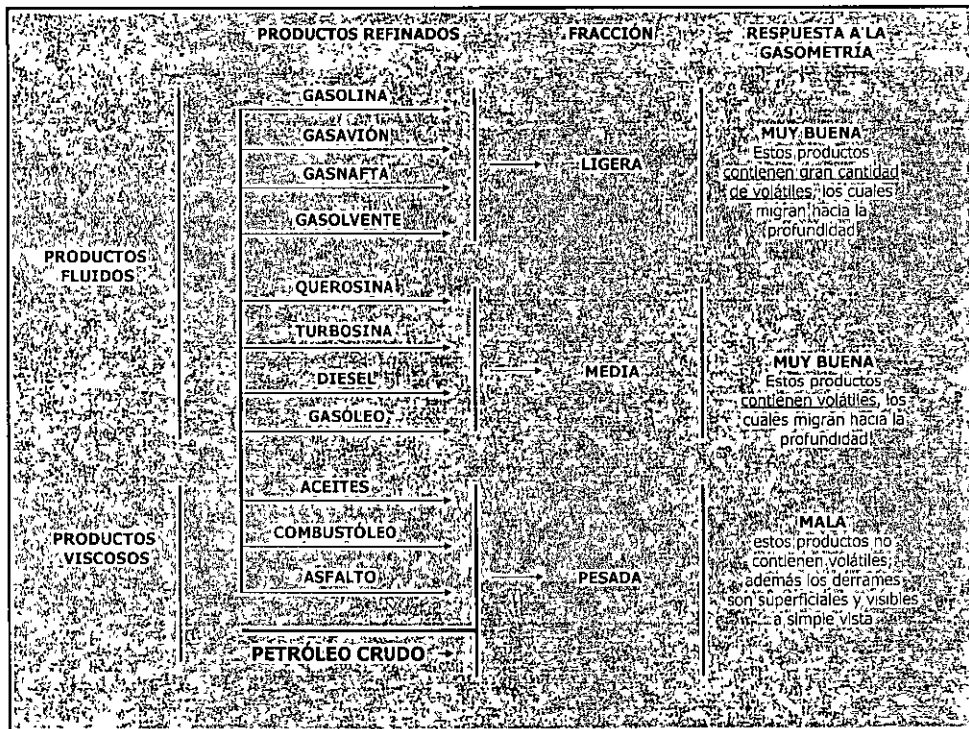 PRODUCTOS REFINADOS
FRACCIÓN
RESPUESTA A LA
GASOMETRÍA
PRODUCTOS
FLUIDOS
GASOLINA
GASAVIÓN
GASNAFTA
GASOLVENTE
LIGERA
MUY BUENA
Estos productos
contienen gran cantidad
de volátiles, los cuales
migran hacia la
profundidad
QUEROSINA
TURBOSINA
DIESEL
GASÓLEO
MEDIA
MUY BUENA
Estos productos
contienen volátiles, los
cuales migran hacia la
profundidad
PRODUCTOS
VISCOSOS
ACEITES
COMBUSTÓLEO
ASFALTO
PETRÓLEO CRUDO
PESADA
MALA
estos productos no
contienen volátiles,
además los derrames
son superficiales y visibles
a simple vista